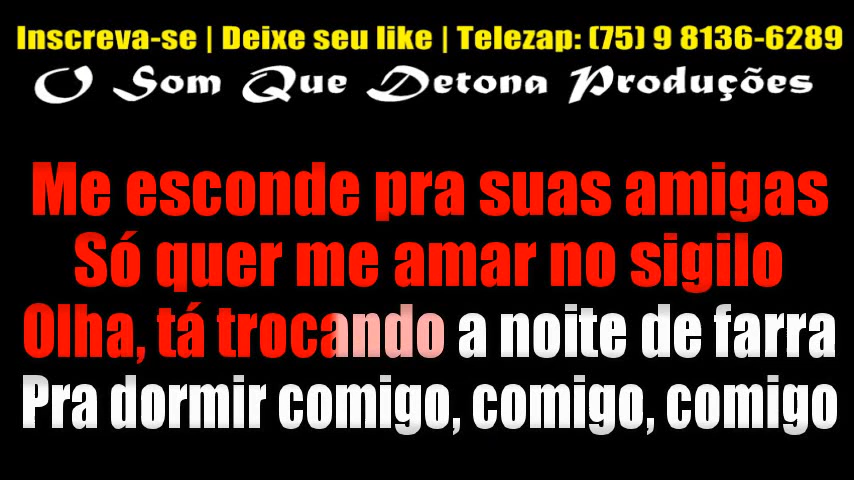 Inscreva-se | Deixe seu like | Telezap: (75) 9 8136-6289
O Som Que Detona Produções
Me esconde pra suas amigas
Só quer me amar no sigilo
Olha, tá trocando a noite de farra
Pra dormir comigo, comigo, comigo